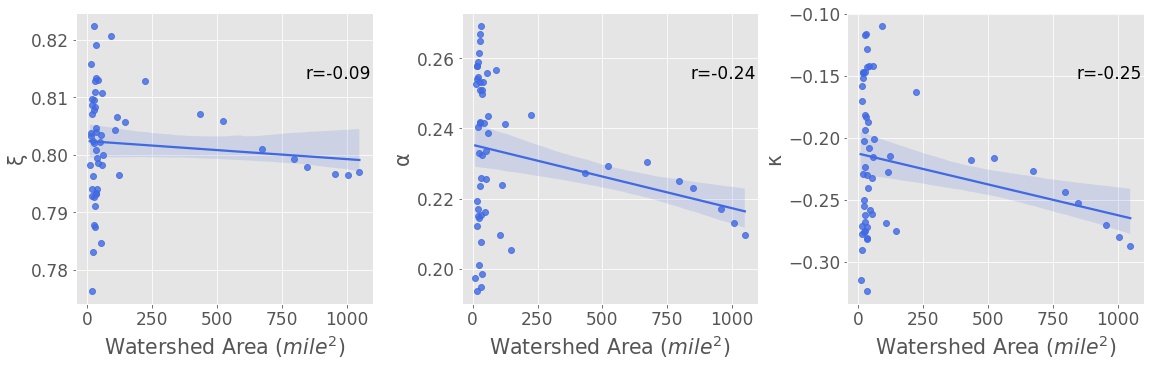 0.82
0.81
0.80
0.79
0.78
ξ
r=-0.09
0 250 500 750 1000
Watershed Area (mile²)
0.26
0.24
0.22
0.20
α
r=-0.24
0 250 500 750 1000
Watershed Area (mile²)
−0.10
−0.15
−0.20
−0.25
−0.30
κ
r=-0.25
0 250 500 750 1000
Watershed Area (mile²)